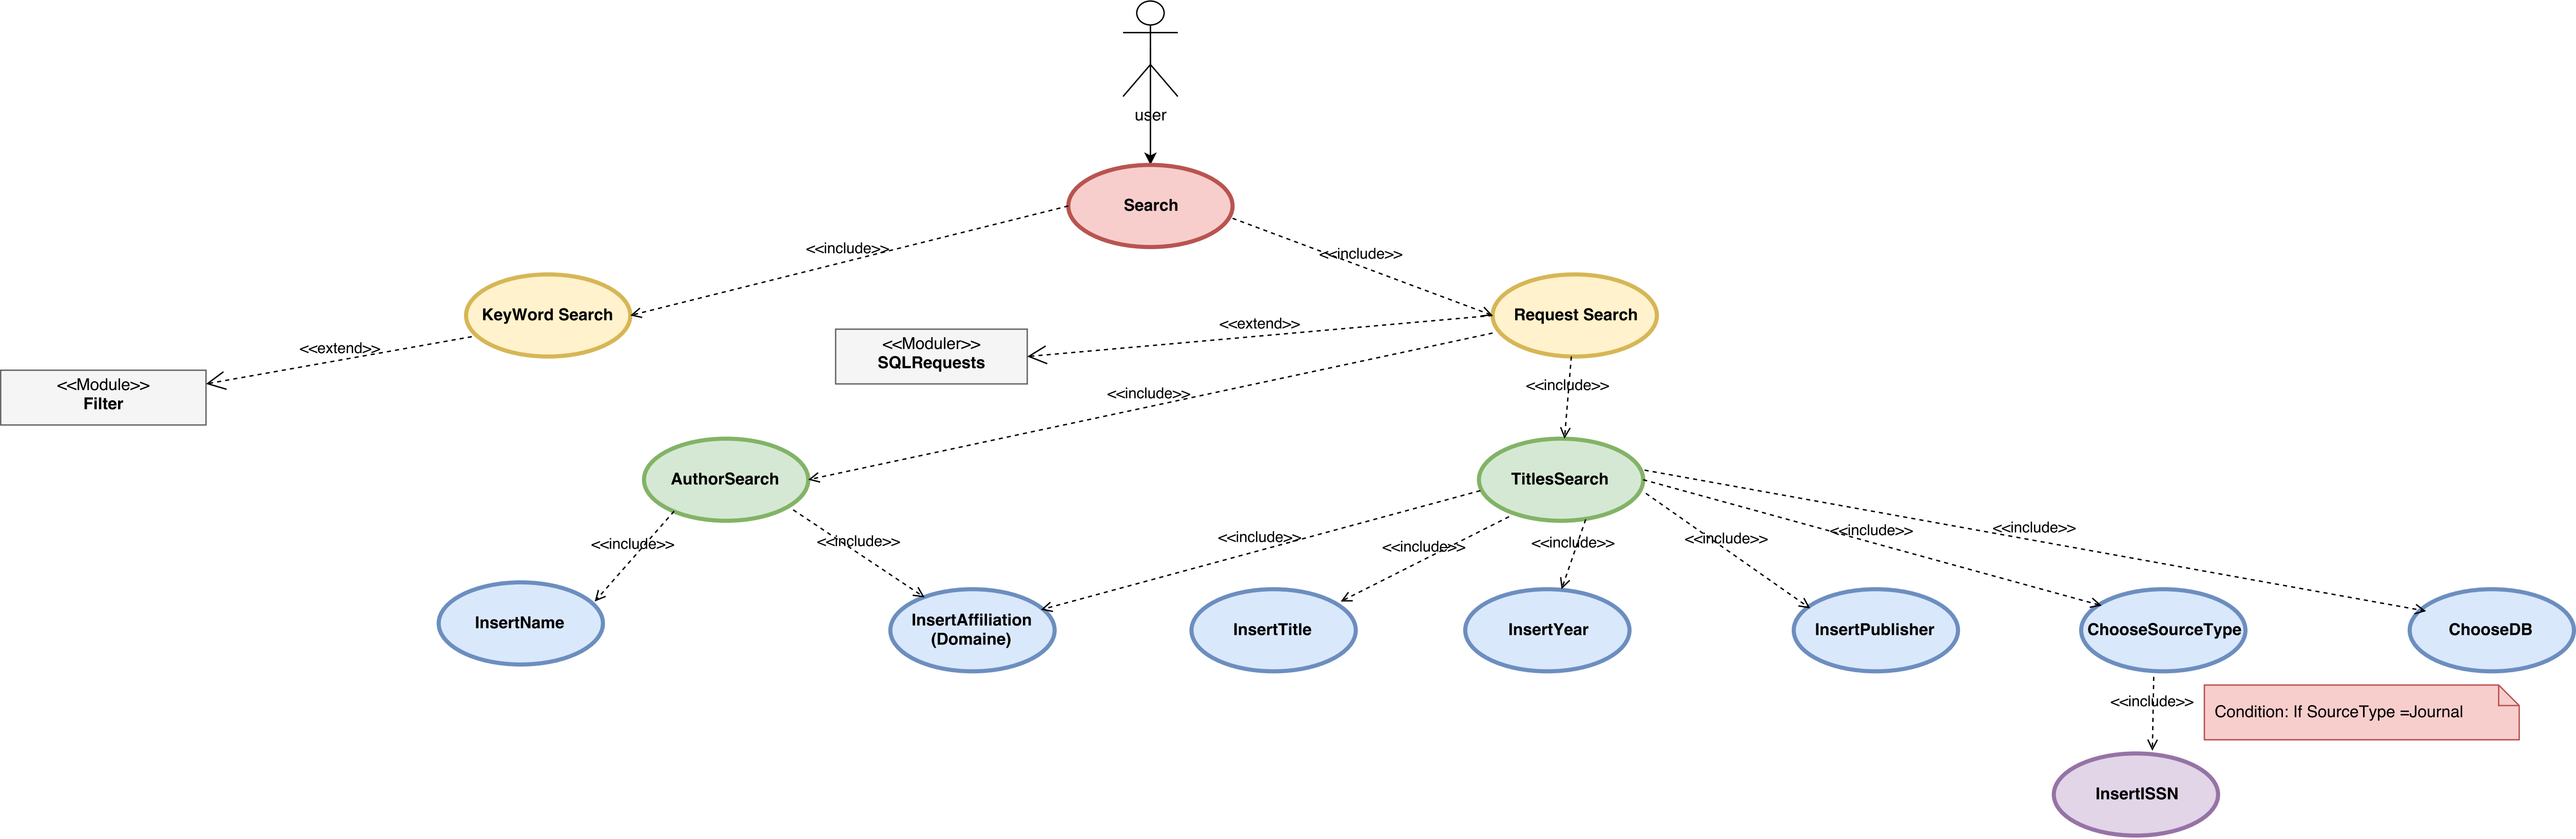 user
Search
<<include>>
<<include>>
KeyWord Search
Request Search
<<extend>>
<<extend>>
<<Moduler>>
SQLRequests
<<Module>>
Filter
<<include>>
<<include>>
AuthorSearch
TitlesSearch
<<include>>
<<include>>
<<include>>
<<include>>
<<include>>
<<include>>
<<include>>
<<include>>
InsertName
InsertAffiliation
(Domaine)
InsertTitle
InsertYear
InsertPublisher
ChooseSourceType
ChooseDB
<<include>>
Condition: If SourceType =Journal
InsertISSN